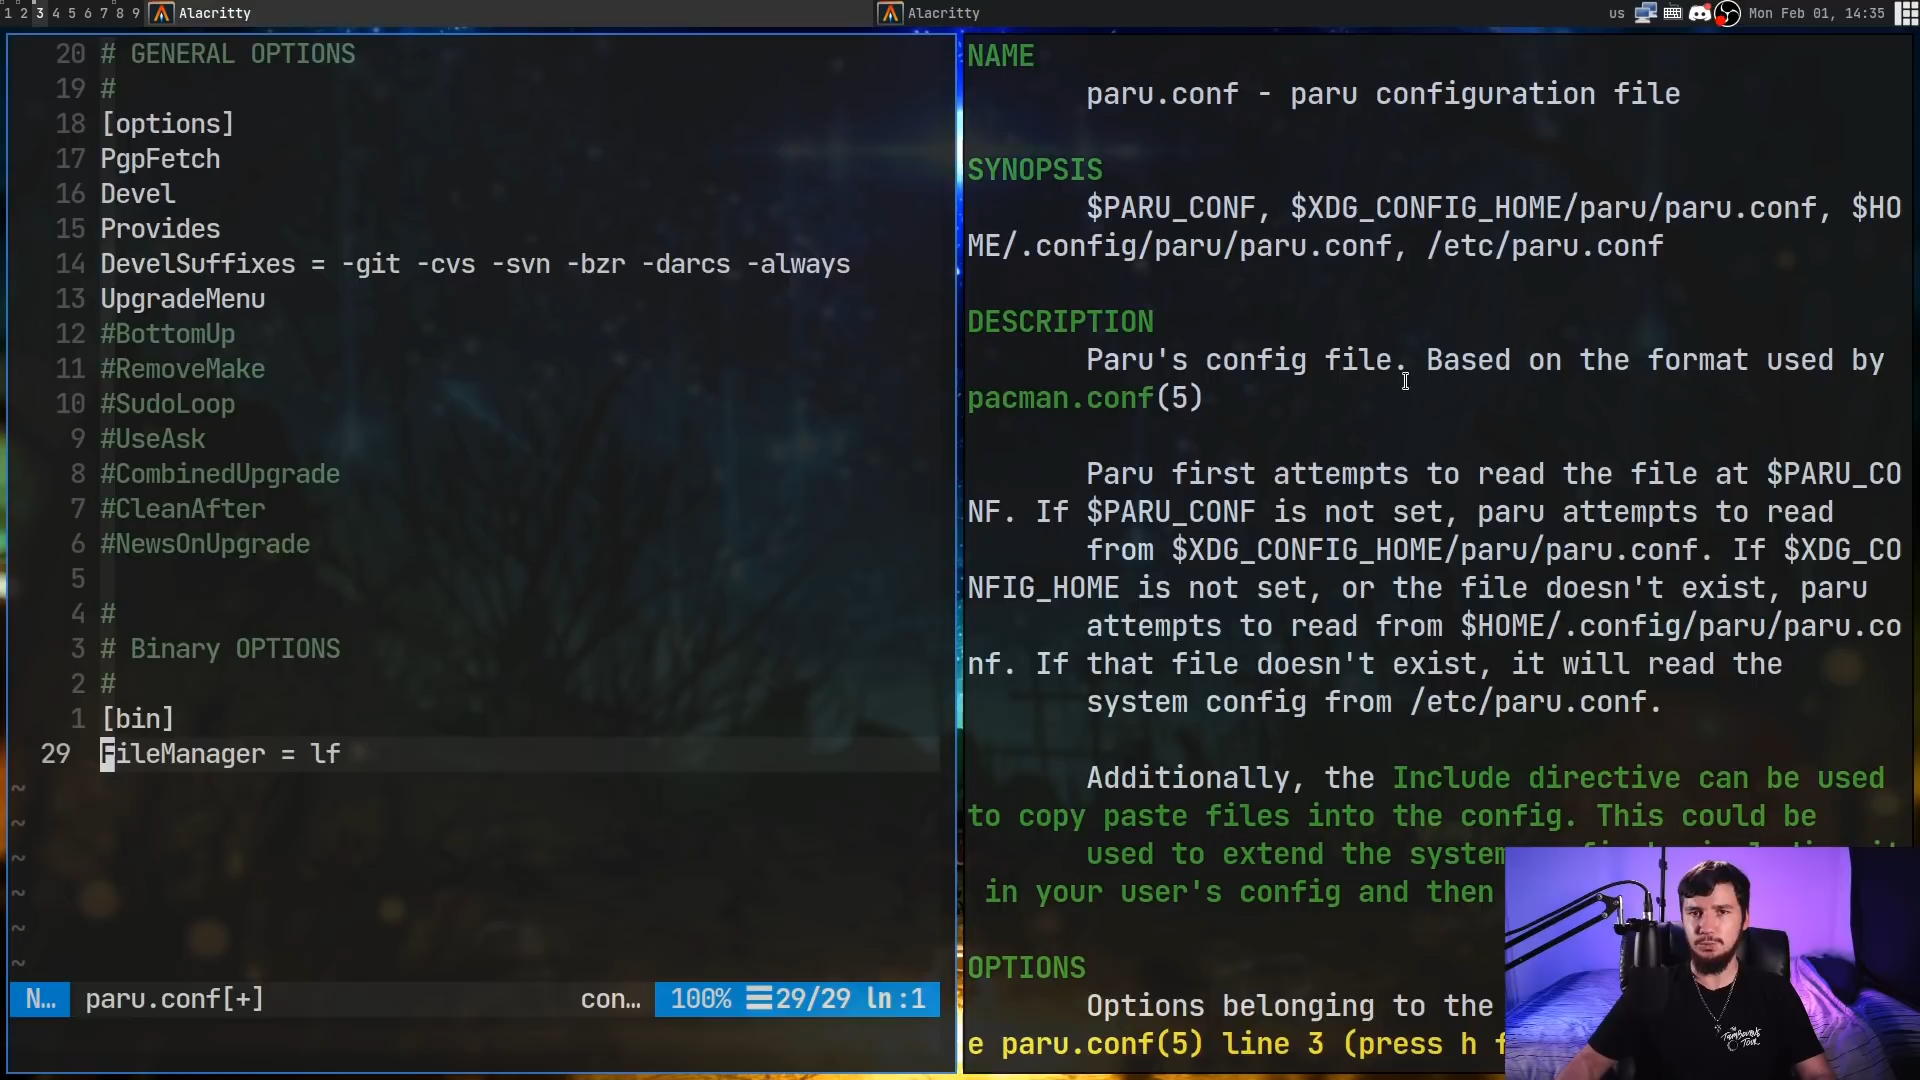 1 2 3 4 5 6 7 8 9 Alacritty
Alacritty
us Mon Feb 01, 14:35
20 # GENERAL OPTIONS
19 #
18 [options]
17 PgpFetch
16 Devel
15 Provides
14 DevelSuffixes = -git -cvs -svn -bzr -darcs -always
13 UpgradeMenu
12 #BottomUp
11 #RemoveMake
10 #SudoLoop
9 #UseAsk
8 #CombinedUpgrade
7 #CleanAfter
6 #NewsOnUpgrade
5
4 #
3 # Binary OPTIONS
2 #
1 [bin]
29 FileManager = lf
~
~
~
~
~
~
N… paru.conf[+] con… 100% ☰29/29 ln:1
NAME
paru.conf - paru configuration file
SYNOPSIS
$PARU_CONF, $XDG_CONFIG_HOME/paru/paru.conf, $HO
ME/.config/paru/paru.conf, /etc/paru.conf
DESCRIPTION
Paru's config file. Based on the format used by
pacman.conf(5)
Paru first attempts to read the file at $PARU_CO
NF. If $PARU_CONF is not set, paru attempts to read
from $XDG_CONFIG_HOME/paru/paru.conf. If $XDG_CO
NFIG_HOME is not set, or the file doesn't exist, paru
attempts to read from $HOME/.config/paru/paru.co
nf. If that file doesn't exist, it will read the
system config from /etc/paru.conf.
Additionally, the Include directive can be used
to copy paste files into the config. This could be
used to extend the system
in your user's config and then
OPTIONS
Options belonging to the
e paru.conf(5) line 3 (press h f